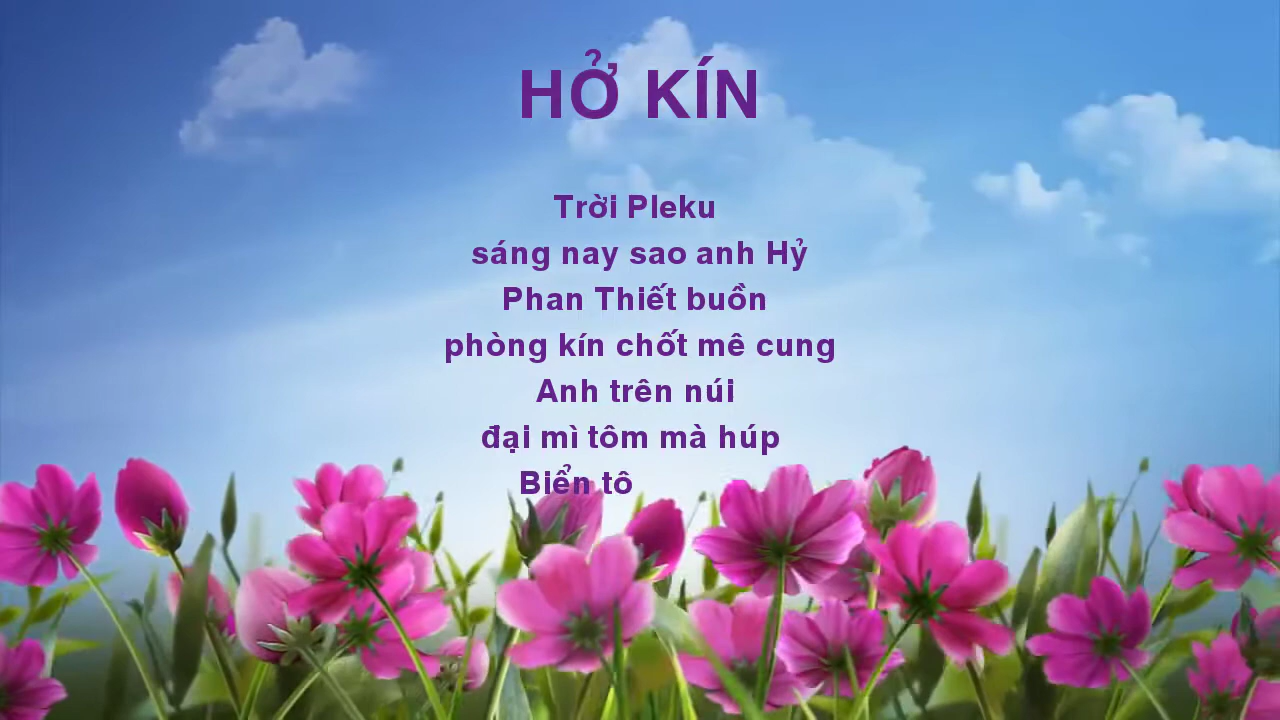 HỞ KÍN
Trời Pleku
sáng nay sao anh Hỷ
Phan Thiết buồn
phòng kín chốt mê cung
Anh trên núi
đại mì tôm mà húp
Biển tô